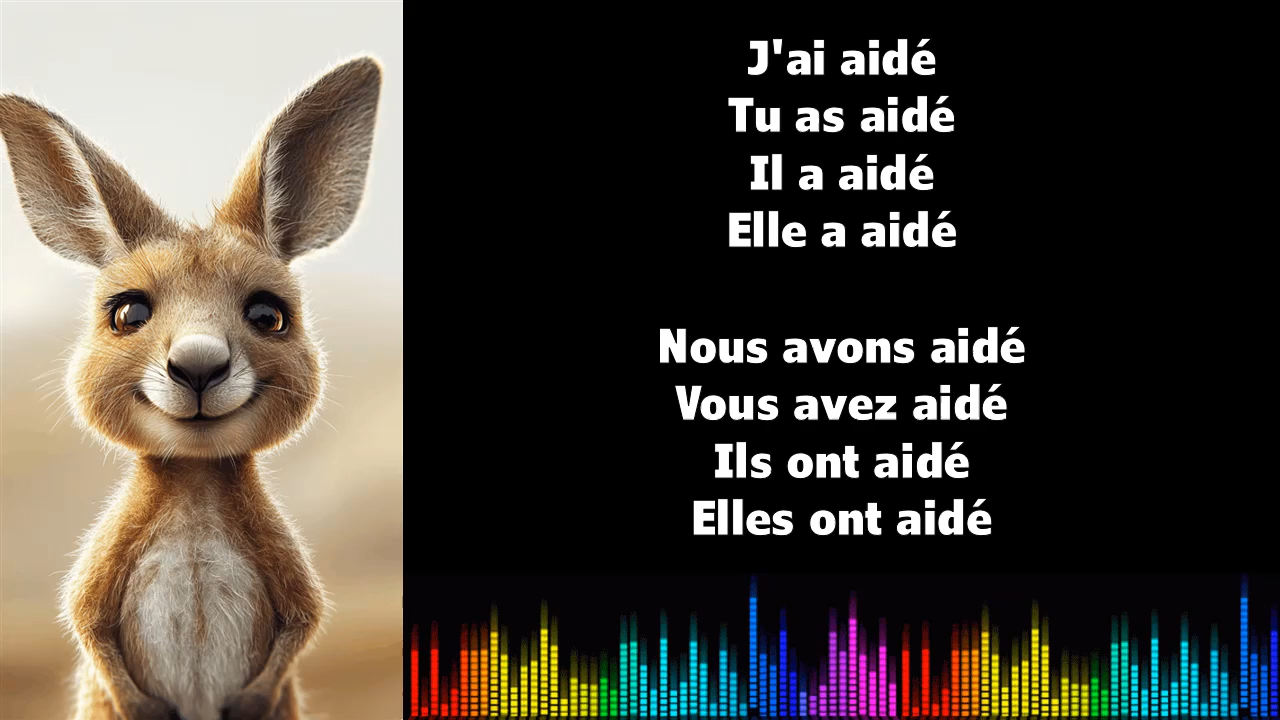 J'ai aidé
Tu as aidé
Il a aidé
Elle a aidé
Nous avons aidé
Vous avez aidé
Ils ont aidé
Elles ont aidé